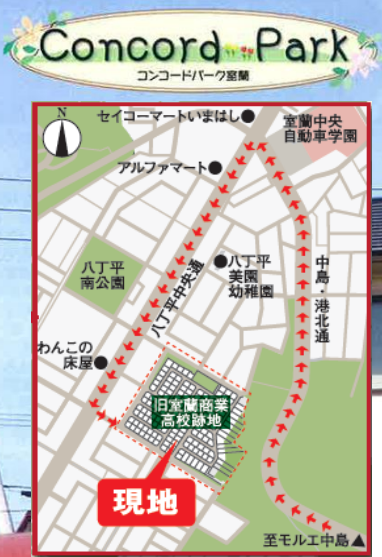 Concord Park
コンコードパーク室蘭
N
セイコーマートいまはし
室蘭中央
自動車学園
アルファマート
八丁平
南公園
八丁平中央通
八丁平
美園
幼稚園
中島・港北通
わんこの
床屋
旧室蘭商業
高校跡地
現地
至モルエ中島